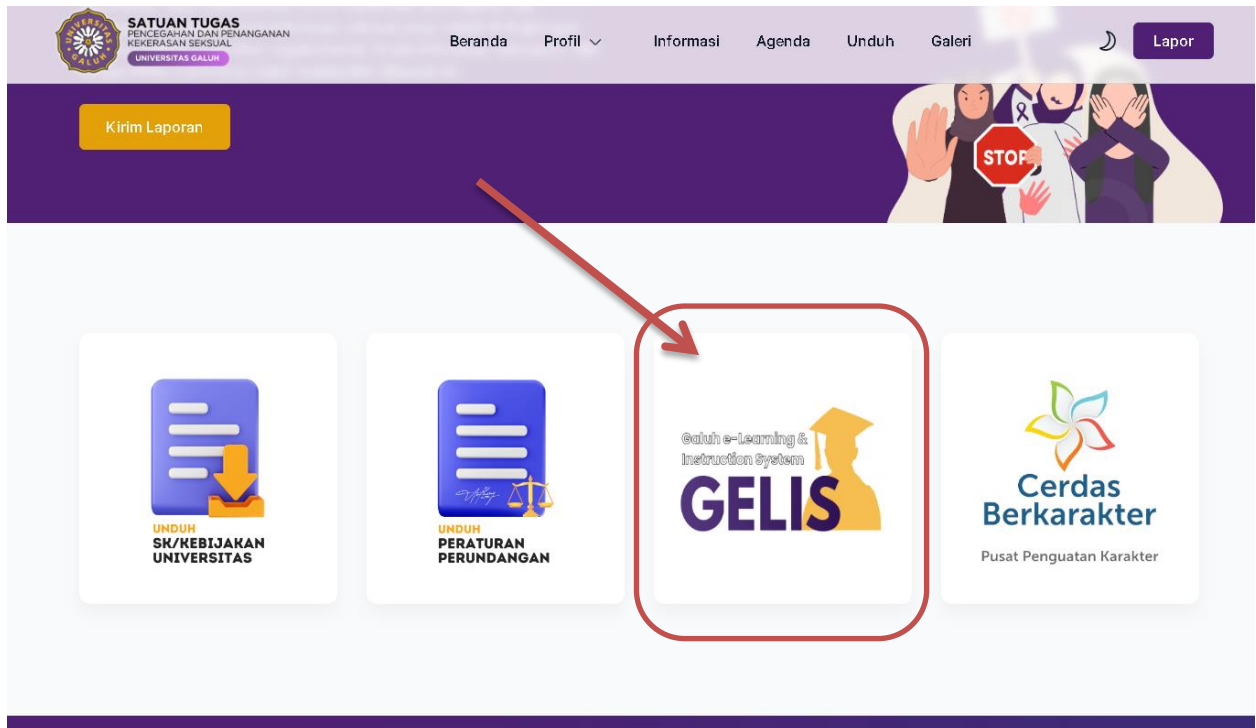 SATUAN TUGAS
PENCEGAHAN DAN PENANGANAN
KEKERASAN SEKSUAL
UNIVERSITAS GALUH
Beranda Profil Informasi Agenda Unduh Galeri Lapor
Kirim Laporan
STOP
UNDUH
SK/KEBIJAKAN
UNIVERSITAS
UNDUH
PERATURAN
PERUNDANGAN
Galuh e-Learning &
Instruction System
GELIS
Cerdas
Berkarakter
Pusat Penguatan Karakter